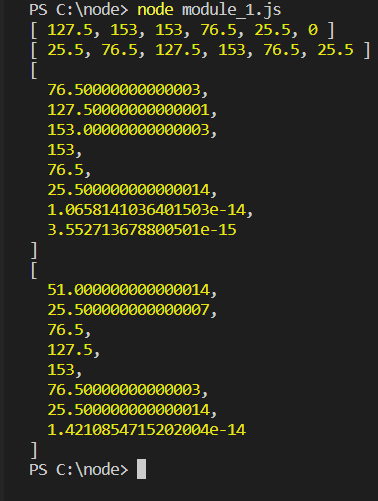 PS C:\node> node module_1.js
[ 127.5, 153, 153, 76.5, 25.5, 0 ]
[ 25.5, 76.5, 127.5, 153, 76.5, 25.5 ]
[
  76.50000000000003,
  127.50000000000001,
  153.00000000000003,
  153,
  76.5,
  25.500000000000014,
  1.0658141036401503e-14,
  3.552713678800501e-15
]
[
  51.000000000000014,
  25.500000000000007,
  76.5,
  127.5,
  153,
  76.50000000000003,
  25.500000000000014,
  1.4210854715202004e-14
]
PS C:\node>